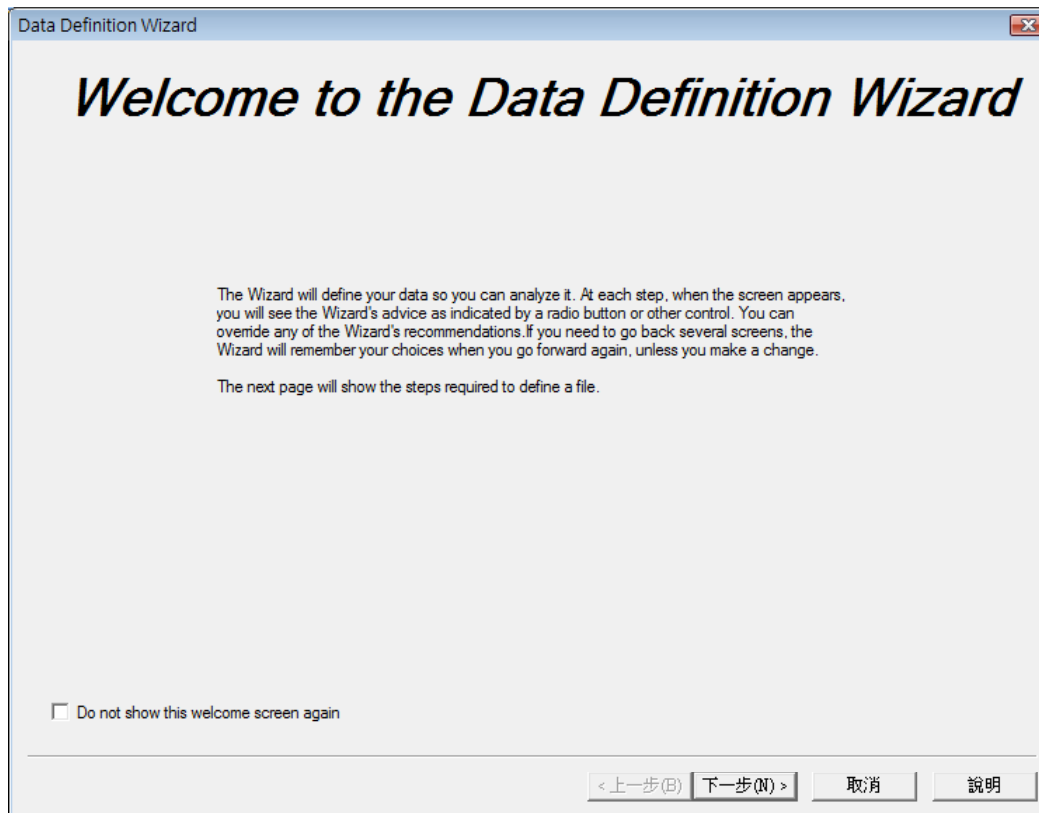 Data Definition Wizard
Welcome to the Data Definition Wizard
The Wizard will define your data so you can analyze it. At each step, when the screen appears,
you will see the Wizard's advice as indicated by a radio button or other control. You can
override any of the Wizard's recommendations.If you need to go back several screens, the
Wizard will remember your choices when you go forward again, unless you make a change.
The next page will show the steps required to define a file.
Do not show this welcome screen again
<上一步(B) 下一步(N)> 取消 說明